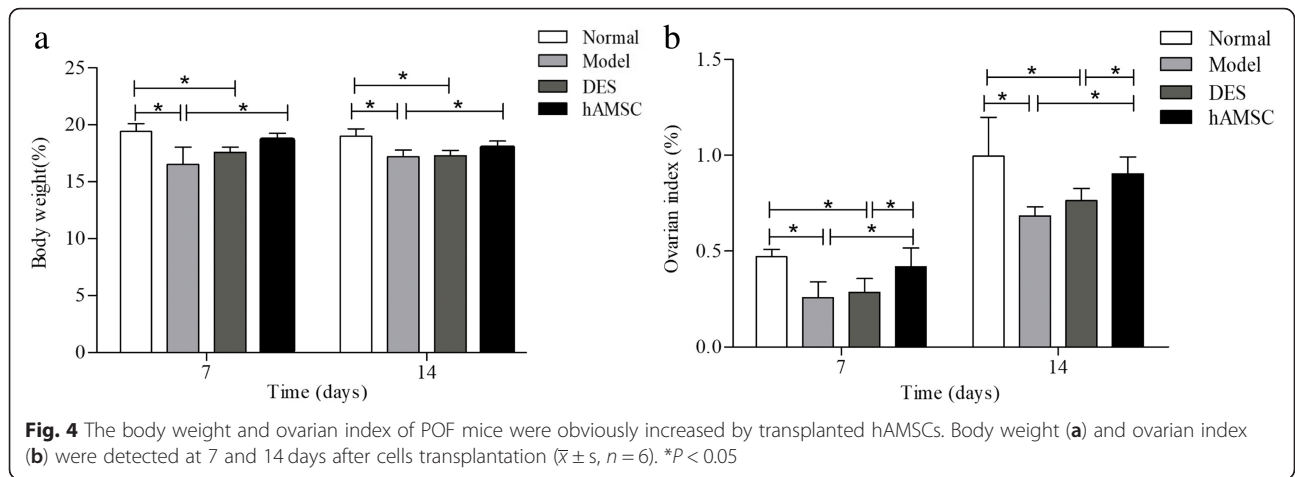 a
Normal
Model
DES
hAMSC
25
20
15
10
5
0
Body weight(%)
* *
* * * *
7 14
Time (days)
b
Normal
Model
DES
hAMSC
1.5
1.0
0.5
0.0
Ovarian index (%)
* *
* *
* *
* *
7 14
Time (days)
Fig. 4 The body weight and ovarian index of POF mice were obviously increased by transplanted hAMSCs. Body weight (a) and ovarian index
(b) were detected at 7 and 14 days after cells transplantation (x̅ ± s, n = 6). *P < 0.05